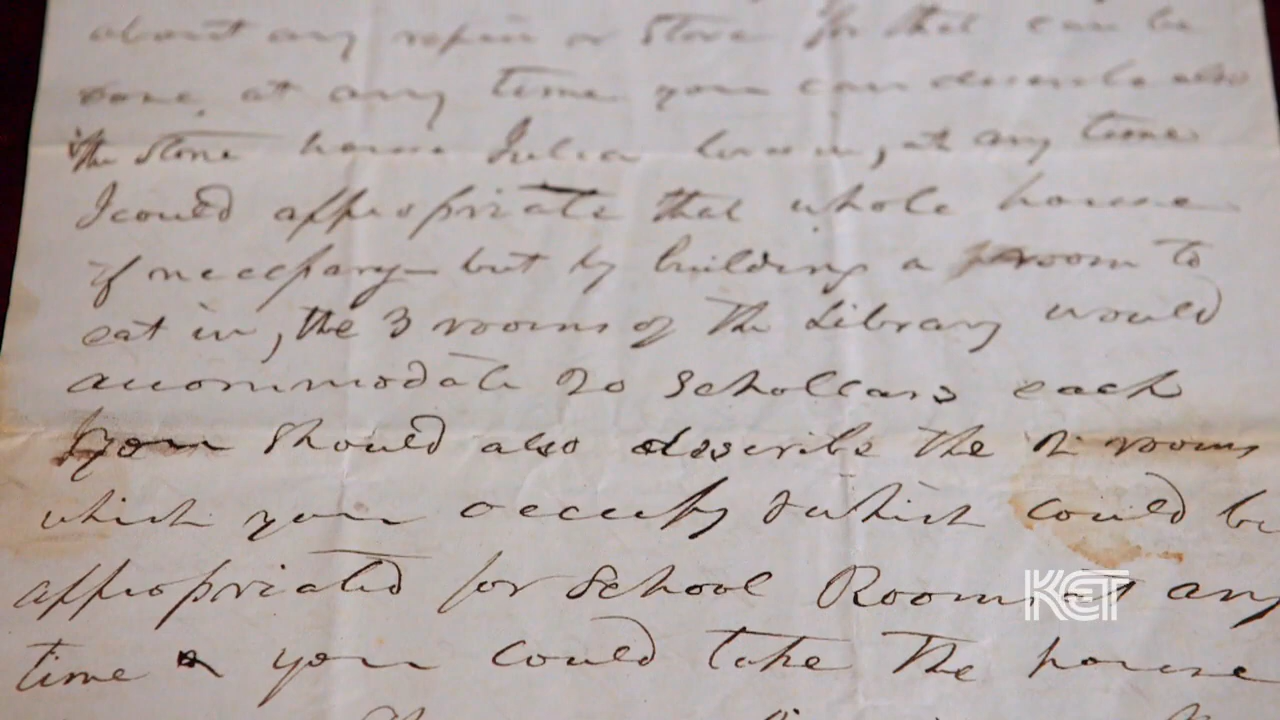 about any repair or Stove for that can be
done, at any time you can describe also
the Stone house Julia lives in, at any time
I could appropriate that whole house
if necessary but by building a room to
eat in, the 3 rooms of the Library would
accommodate 20 Schollars each
you should also describe the 2 rooms
which you occupy & which could be
appropriated for School Rooms at any
time & you could take the house
KET